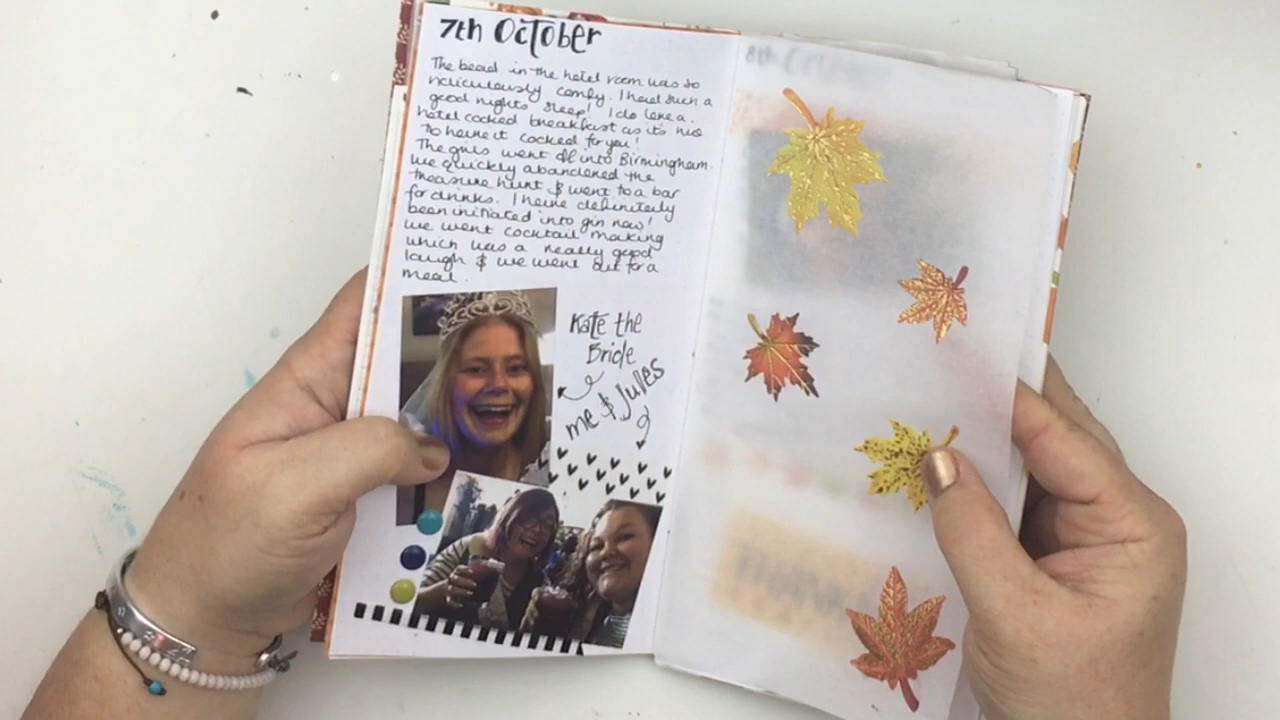 7th October
The bead in the hotel room was so
ridiculously comfy. I had such a
good nights sleep! I do love a
hotel cooked breakfast as its nice
to have it cooked for you!
The girls went off into Birmingham.
We quickly abandoned the
treasure hunt & went to a bar
for drinks. I have definitely
been initiated into gin now!
we went cocktail making
which was a really good
laugh & we went out for a
meal.
Kate the
Bride
me & Jules